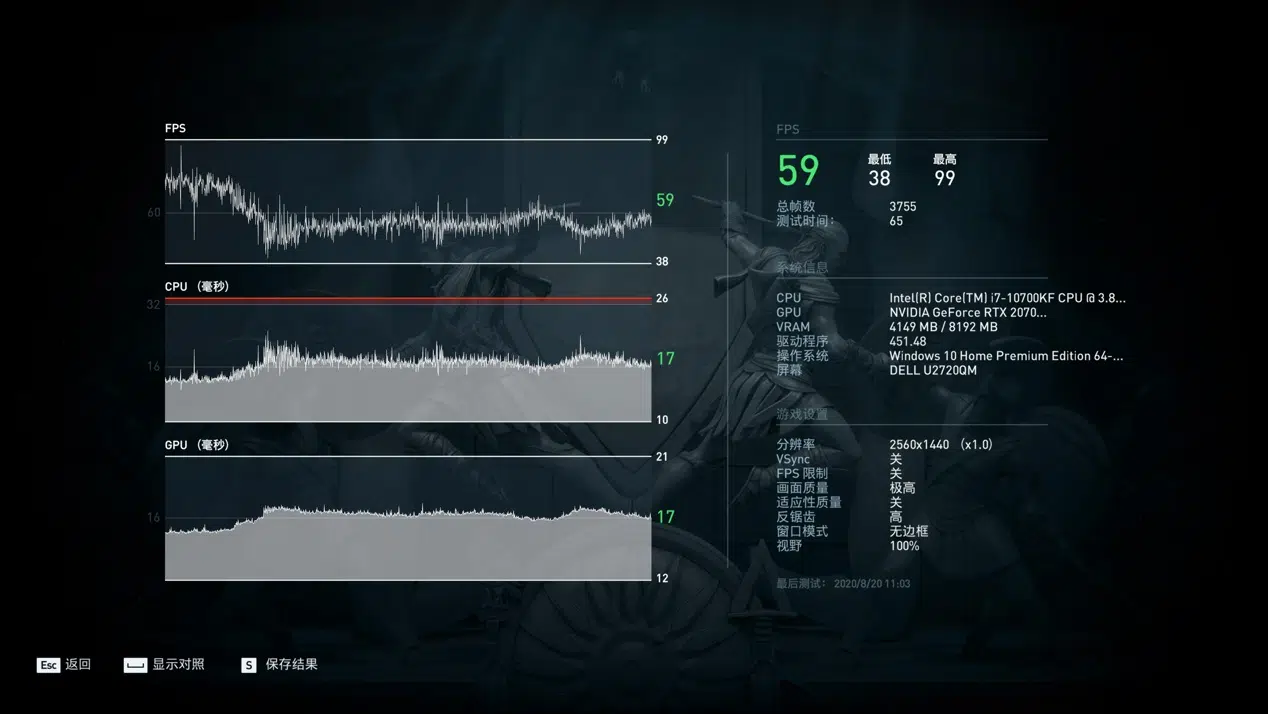 FPS
99
60
59
38
CPU （毫秒）
32
26
16
17
10
GPU （毫秒）
21
16
17
12
FPS
59
最低 最高
38 99
总帧数 3755
测试时间: 65
系统信息
CPU Intel(R) Core(TM) i7-10700KF CPU @ 3.8...
GPU NVIDIA GeForce RTX 2070...
VRAM 4149 MB / 8192 MB
驱动程序 451.48
操作系统 Windows 10 Home Premium Edition 64-...
屏幕 DELL U2720QM
游戏设置
分辨率 2560x1440 （x1.0）
VSync 关
FPS 限制 关
画面质量 极高
适应性质量 关
反锯齿 高
窗口模式 无边框
视野 100%
最后测试: 2020/8/20 11:03
Esc 返回 显示对照 S 保存结果